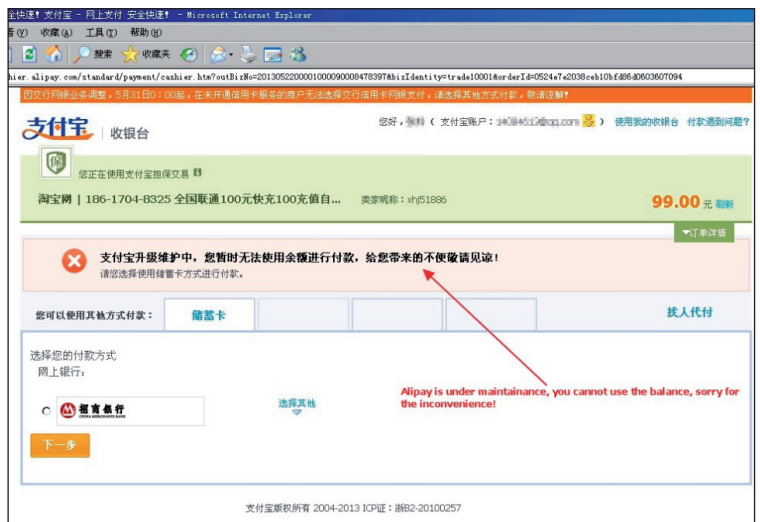 全快速! 支付宝 - 网上支付 安全快速! - Microsoft Internet Explorer
看(V) 收藏(A) 工具(T) 帮助(H)
搜索 收藏夹
hier.alipay.com/standard/payment/cashier.htm?outBizNo=2013052200001000090008478397&bizIdentity=trade10001&orderId=0524e7e2038ceb10bfd86d0603607094
因交行网银业务调整，5月31日0：00起，在未开通信用卡服务的商户无法选择交行信用卡网银支付，请选择其他方式付款，敬请谅解!
支付宝 | 收银台
您好， ( 支付宝账户： ) 使用我的收银台 付款遇到问题?
保 您正在使用支付宝担保交易
淘宝网 | 186-1704-8325 全国联通100元快充100充值自... 卖家昵称：xhj51886 99.00 元 刷新
订单详情
支付宝升级维护中，您暂时无法使用余额进行付款，给您带来的不便敬请见谅!
请您选择使用储蓄卡方式进行付款。
您可以使用其他方式付款： 储蓄卡 找人代付
选择您的付款方式
网上银行：
招商银行 CHINA MERCHANTS BANK 选择其他
Alipay is under maintainance, you cannot use the balance, sorry for
the inconvenience!
下一步
支付宝版权所有 2004-2013 ICP证：浙B2-20100257